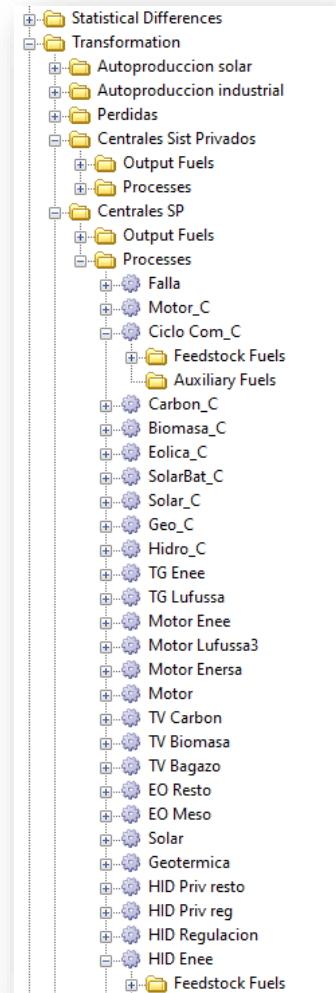 Statistical Differences
Transformation
Autoproduccion solar
Autoproduccion industrial
Perdidas
Centrales Sist Privados
Output Fuels
Processes
Centrales SP
Output Fuels
Processes
Falla
Motor_C
Ciclo Com_C
Feedstock Fuels
Auxiliary Fuels
Carbon_C
Biomasa_C
Eolica_C
SolarBat_C
Solar_C
Geo_C
Hidro_C
TG Enee
TG Lufussa
Motor Enee
Motor Lufussa3
Motor Enersa
Motor
TV Carbon
TV Biomasa
TV Bagazo
EO Resto
EO Meso
Solar
Geotermica
HID Priv resto
HID Priv reg
HID Regulacion
HID Enee
Feedstock Fuels